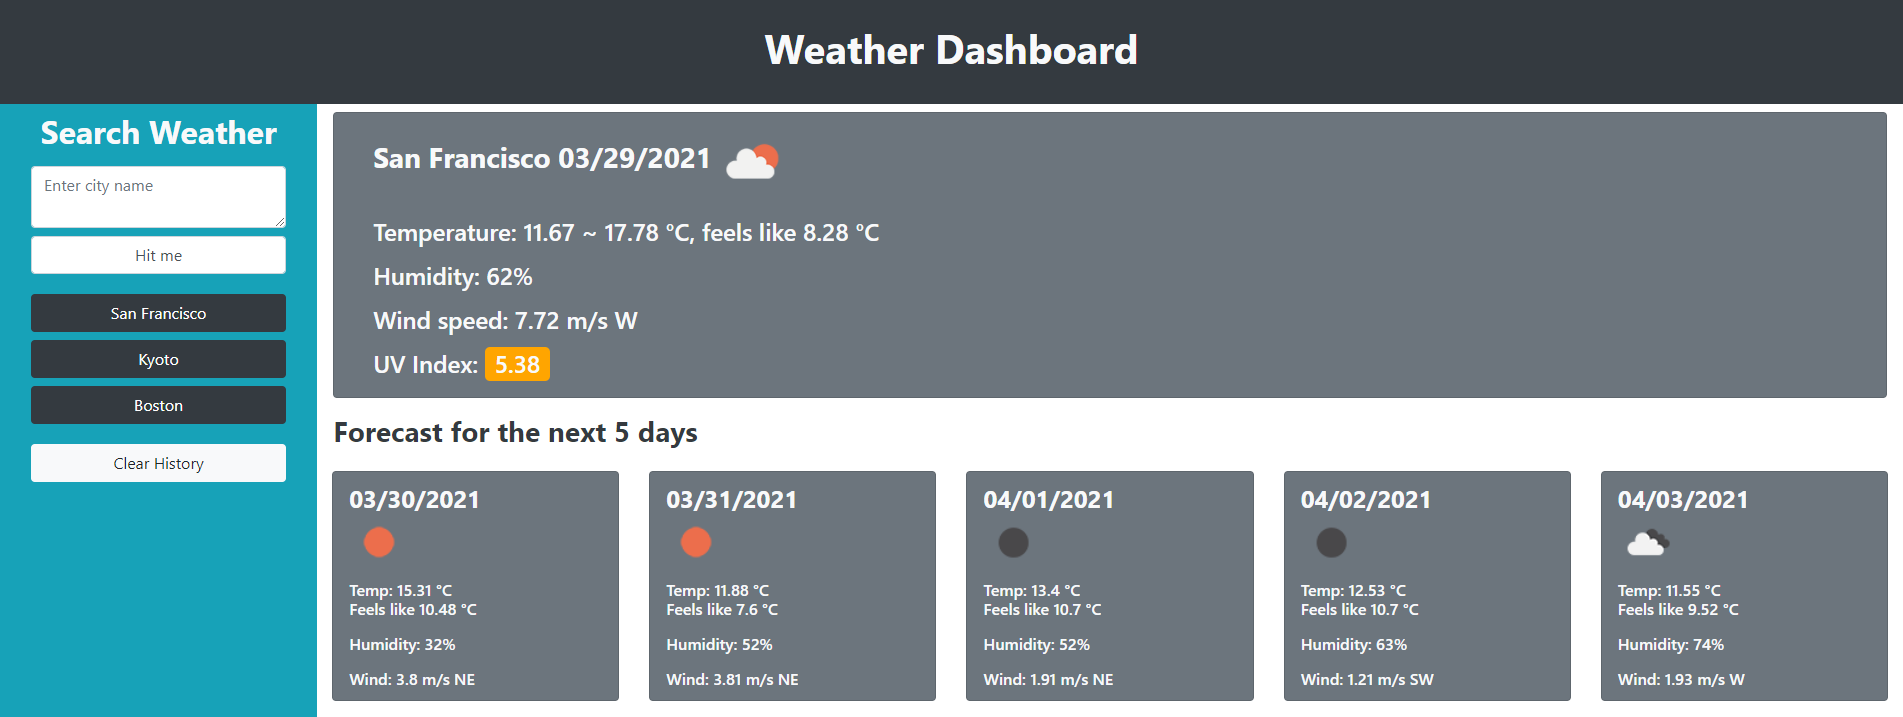 Weather Dashboard
Search Weather
Enter city name
Hit me
San Francisco
Kyoto
Boston
Clear History
San Francisco 03/29/2021
Temperature: 11.67 ~ 17.78 °C, feels like 8.28 °C
Humidity: 62%
Wind speed: 7.72 m/s W
UV Index: 5.38
Forecast for the next 5 days
03/30/2021
Temp: 15.31 °C
Feels like 10.48 °C
Humidity: 32%
Wind: 3.8 m/s NE
03/31/2021
Temp: 11.88 °C
Feels like 7.6 °C
Humidity: 52%
Wind: 3.81 m/s NE
04/01/2021
Temp: 13.4 °C
Feels like 10.7 °C
Humidity: 52%
Wind: 1.91 m/s NE
04/02/2021
Temp: 12.53 °C
Feels like 10.7 °C
Humidity: 63%
Wind: 1.21 m/s SW
04/03/2021
Temp: 11.55 °C
Feels like 9.52 °C
Humidity: 74%
Wind: 1.93 m/s W